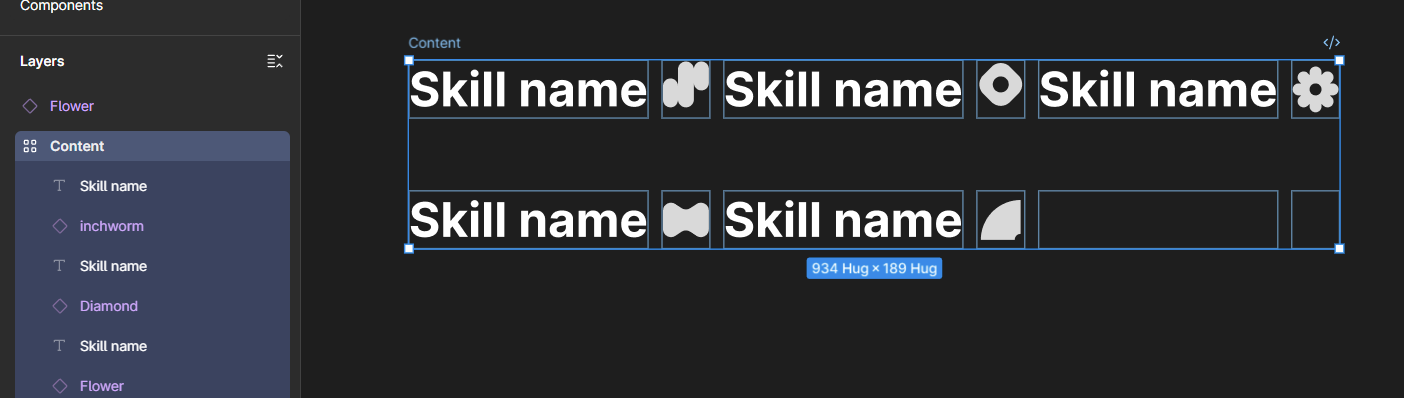 Components
Layers
Flower
Content
Skill name
inchworm
Skill name
Diamond
Skill name
Flower
Content
Skill name Skill name Skill name
Skill name Skill name
934 Hug × 189 Hug